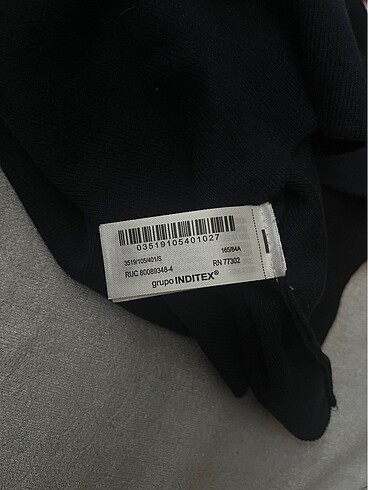 03519105401027
3519/105/401/S 165/84A
RUC 80089348-4 RN 77302
grupo INDITEX®